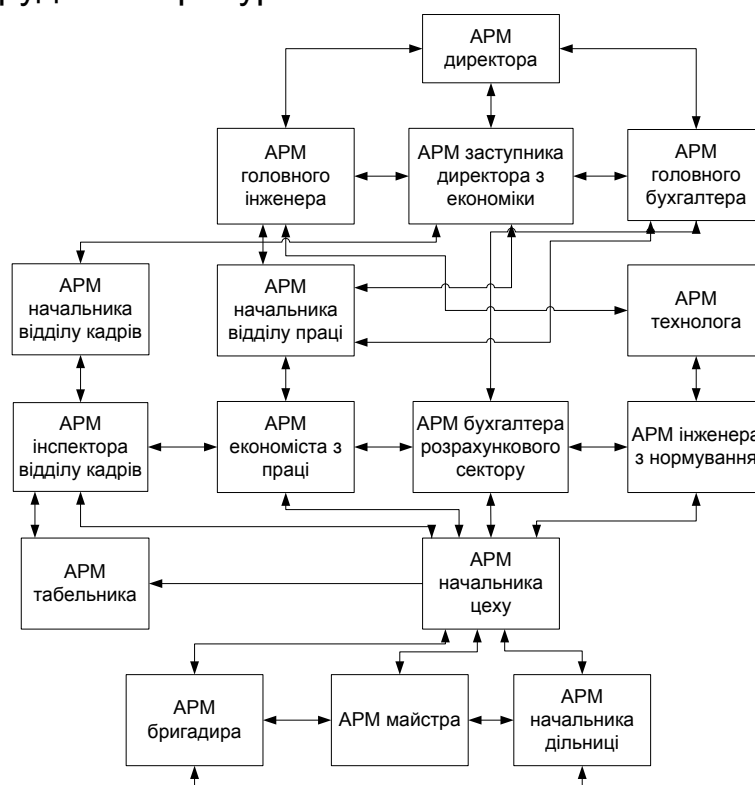 АРМ
директора
АРМ
головного
інженера
АРМ заступника
директора з
економіки
АРМ
головного
бухгалтера
АРМ
начальника
відділу кадрів
АРМ
начальника
відділу праці
АРМ
технолога
АРМ
інспектора
відділу кадрів
АРМ
економіста з
праці
АРМ бухгалтера
розрахункового
сектору
АРМ інженера
з нормування
АРМ
табельника
АРМ
начальника
цеху
АРМ
бригадира
АРМ майстра
АРМ
начальника
дільниці